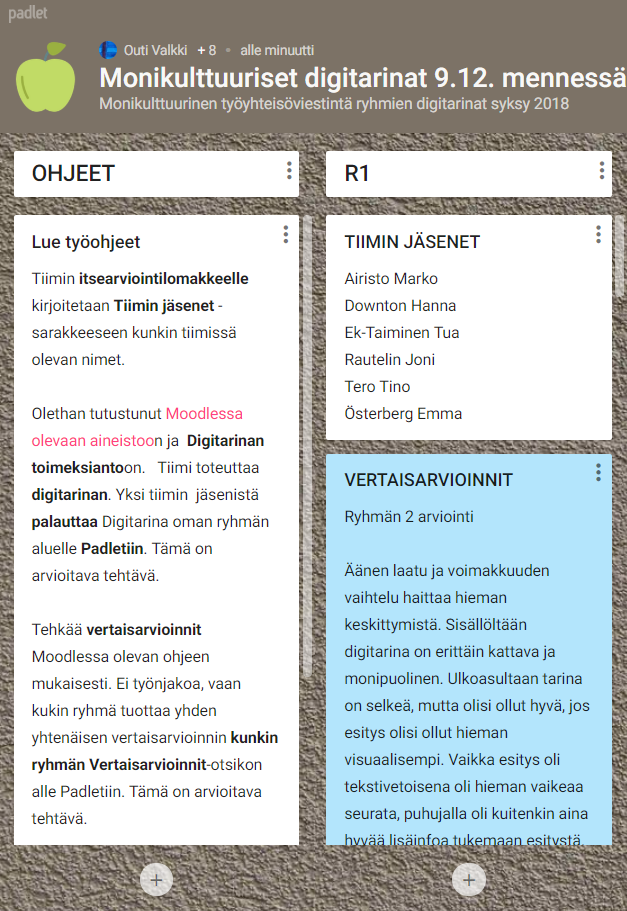 padlet
Outi Valkki + 8 • alle minuutti
Monikulttuuriset digitarinat 9.12. mennessä
Monikulttuurinen työyhteisöviestintä ryhmien digitarinat syksy 2018
OHJEET
Lue työohjeet
Tiimin itsearviointilomakkeelle
kirjoitetaan Tiimin jäsenet -
sarakkeeseen kunkin tiimissä
olevan nimet.
Olethan tutustunut Moodlessa
olevaan aineistoon ja Digitarinan
toimeksiantoon. Tiimi toteuttaa
digitarinan. Yksi tiimin jäsenistä
palauttaa Digitarina oman ryhmän
aluelle Padletiin. Tämä on
arvioitava tehtävä.
Tehkää vertaisarvioinnit
Moodlessa olevan ohjeen
mukaisesti. Ei työnjakoa, vaan
kukin ryhmä tuottaa yhden
yhtenäisen vertaisarvioinnin kunkin
ryhmän Vertaisarvioinnit-otsikon
alle Padletiin. Tämä on arvioitava
tehtävä.
R1
TIIMIN JÄSENET
Airisto Marko
Downton Hanna
Ek-Taiminen Tua
Rautelin Joni
Tero Tino
Österberg Emma
VERTAISARVIOINNIT
Ryhmän 2 arviointi
Äänen laatu ja voimakkuuden
vaihtelu haittaa hieman
keskittymistä. Sisällöltään
digitarina on erittäin kattava ja
monipuolinen. Ulkoasultaan tarina
on selkeä, mutta olisi ollut hyvä, jos
esitys olisi ollut hieman
visuaalisempi. Vaikka esitys oli
tekstivetoisena oli hieman vaikeaa
seurata, puhujalla oli kuitenkin aina
hyvää lisäinfoa tukemaan esitystä.